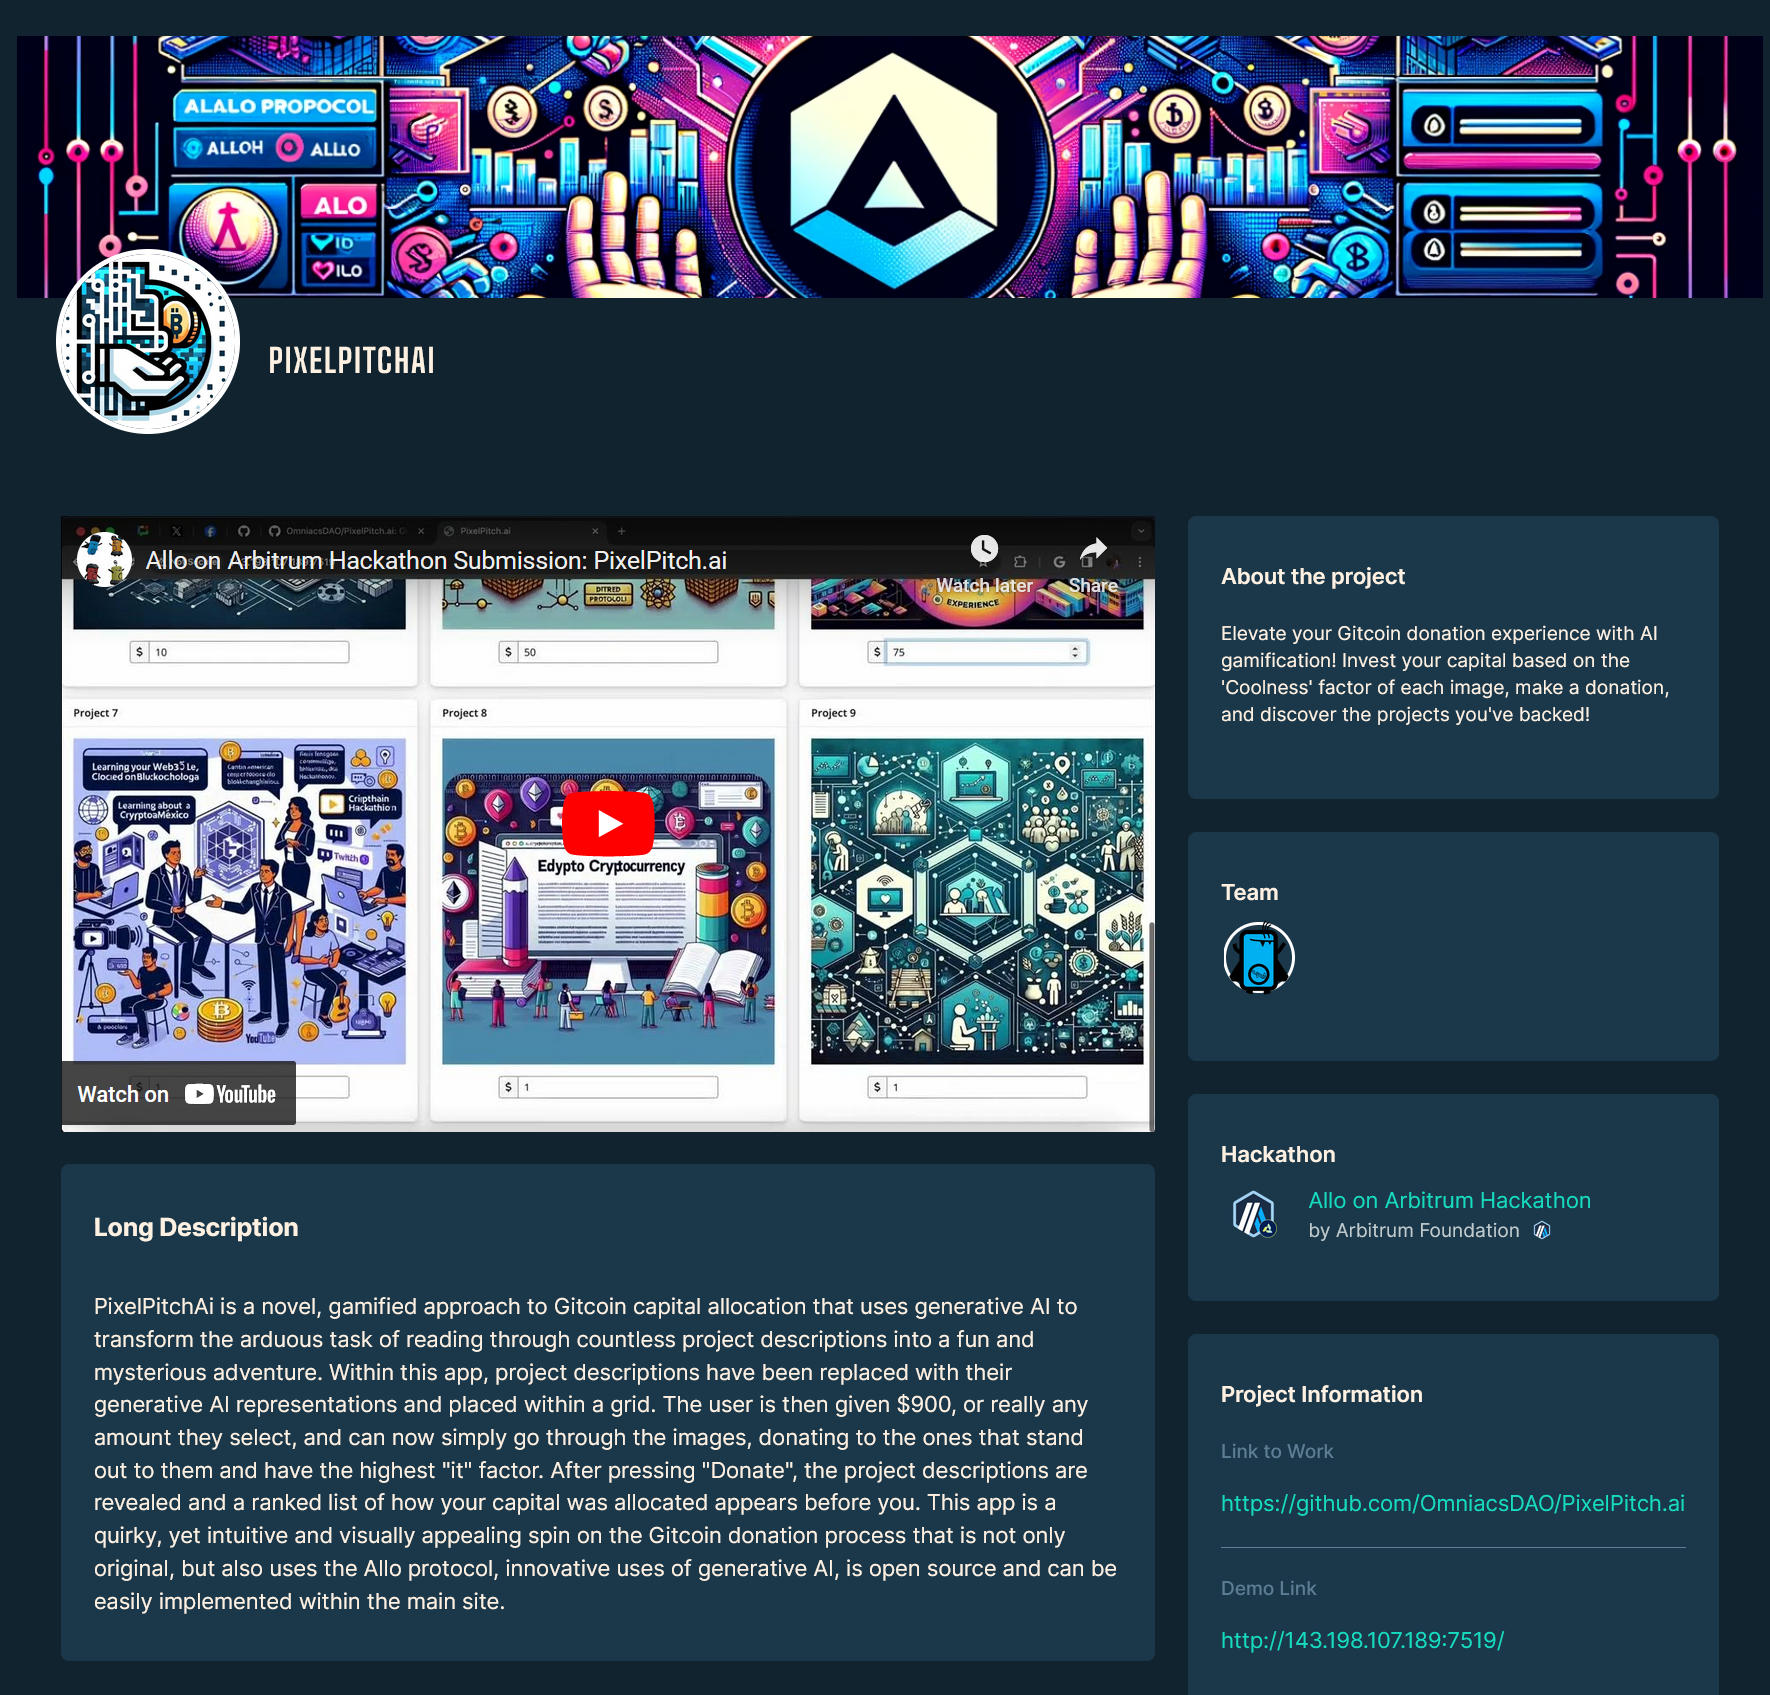 ALALO PROPOCOL
ALLOH ALLO
ALO
ID
ILO
PIXELPITCHAI
OmniacsDAO/PixelPitch.ai: G
PixelPitch.ai
Allo on Arbitrum Hackathon Submission: PixelPitch.ai
Watch later
Share
DITRED
PROTOCOLI
EXPERIENCE
$ 10
$ 50
$ 75
Project 7
Project 8
Project 9
Learning your Web3
Learning about a
CryptoaMéxico
Hackathio n
Twitch
YouTube
Edypto Cryptocurrency
Watch on YouTube
$ 1
$ 1
$ 1
About the project
Elevate your Gitcoin donation experience with AI
gamification! Invest your capital based on the
'Coolness' factor of each image, make a donation,
and discover the projects you've backed!
Team
Hackathon
Allo on Arbitrum Hackathon
by Arbitrum Foundation
Long Description
PixelPitchAi is a novel, gamified approach to Gitcoin capital allocation that uses generative AI to
transform the arduous task of reading through countless project descriptions into a fun and
mysterious adventure. Within this app, project descriptions have been replaced with their
generative AI representations and placed within a grid. The user is then given $900, or really any
amount they select, and can now simply go through the images, donating to the ones that stand
out to them and have the highest "it" factor. After pressing "Donate", the project descriptions are
revealed and a ranked list of how your capital was allocated appears before you. This app is a
quirky, yet intuitive and visually appealing spin on the Gitcoin donation process that is not only
original, but also uses the Allo protocol, innovative uses of generative AI, is open source and can be
easily implemented within the main site.
Project Information
Link to Work
https://github.com/OmniacsDAO/PixelPitch.ai
Demo Link
http://143.198.107.189:7519/